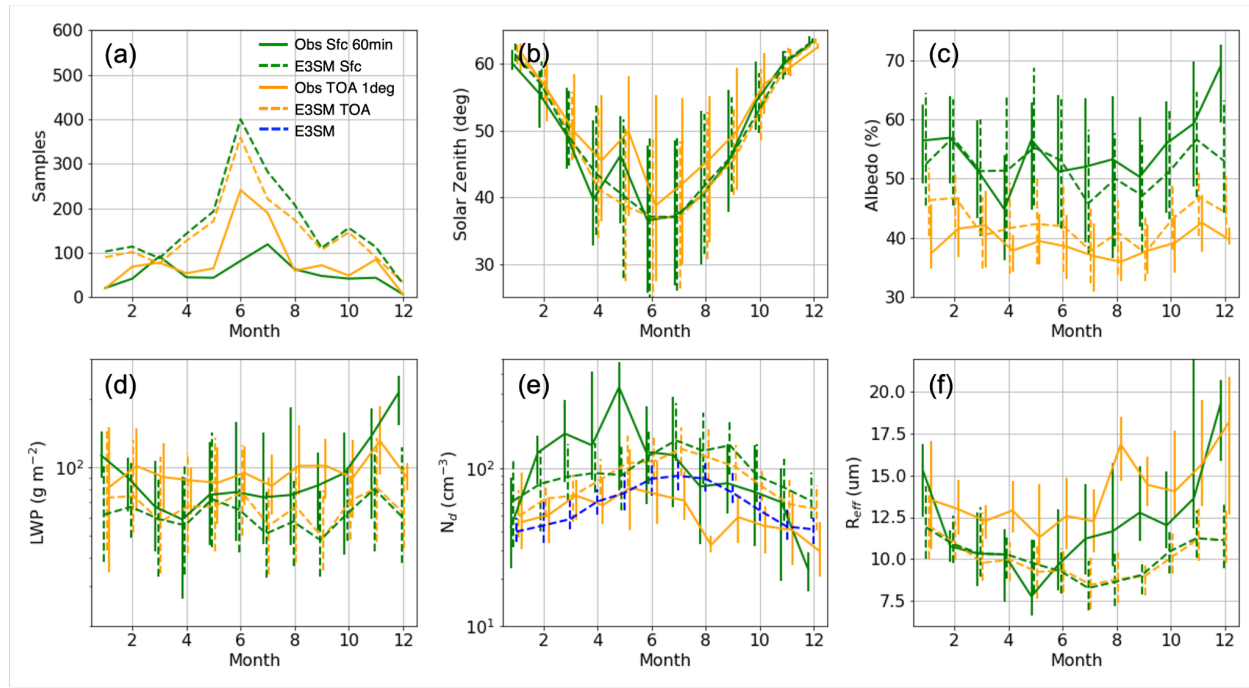 (a)
Obs Sfc 60min
E3SM Sfc
Obs TOA 1deg
E3SM TOA
E3SM
600
500
400
300
200
100
0
Samples
2 4 6 8 10 12
Month
(b)
60
50
40
30
Solar Zenith (deg)
2 4 6 8 10 12
Month
(c)
70
60
50
40
30
Albedo (%)
2 4 6 8 10 12
Month
(d)
10²
LWP (g m⁻²)
2 4 6 8 10 12
Month
(e)
10³
10²
10¹
N_d (cm⁻³)
2 4 6 8 10 12
Month
(f)
20.0
17.5
15.0
12.5
10.0
7.5
R_eff (um)
2 4 6 8 10 12
Month